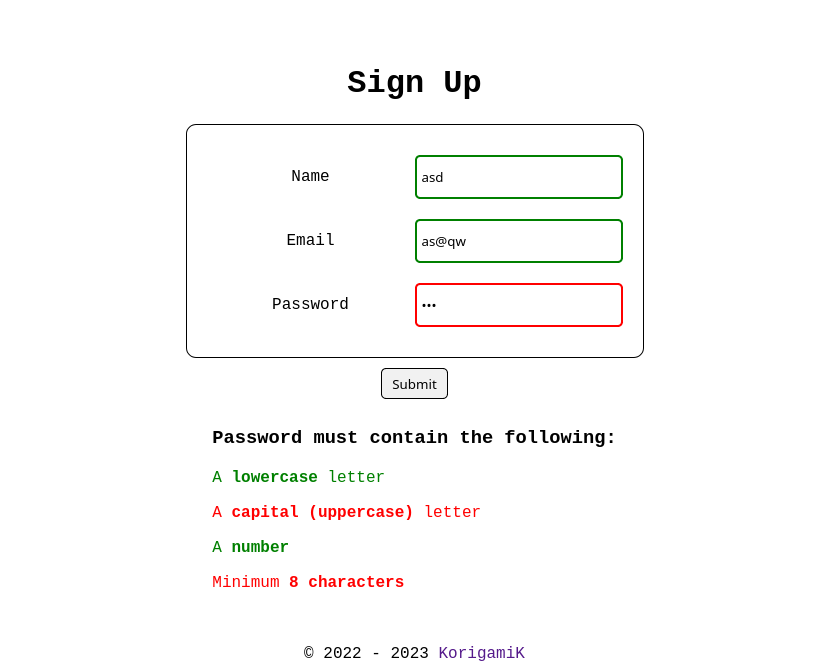 Sign Up
Name asd
Email as@qw
Password •••
Submit
Password must contain the following:
A lowercase letter
A capital (uppercase) letter
A number
Minimum 8 characters
© 2022 - 2023 KorigamiK